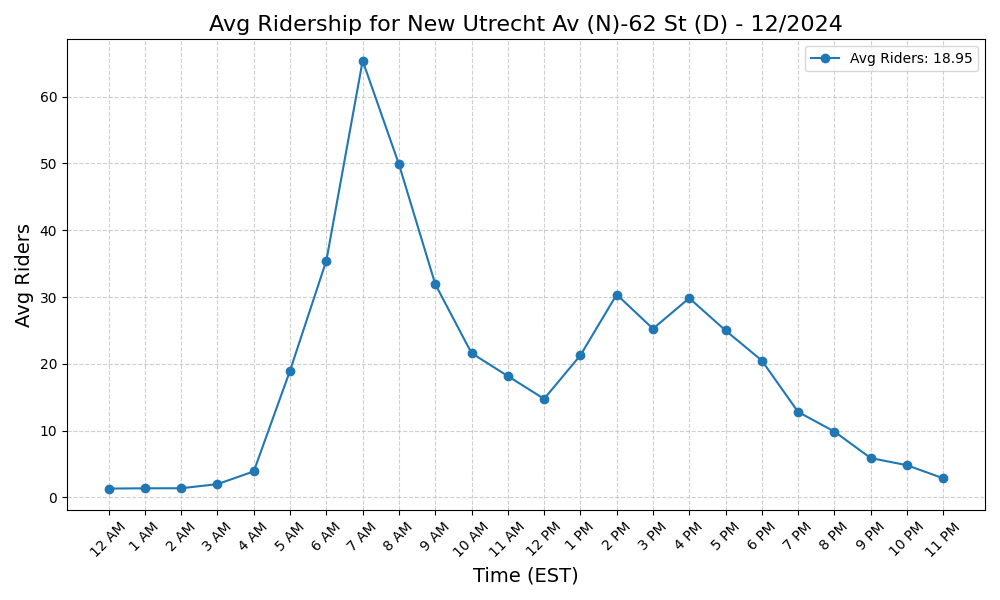 Avg Ridership for New Utrecht Av (N)-62 St (D) - 12/2024
Avg Riders: 18.95
Avg Riders
60
50
40
30
20
10
0
12 AM
1 AM
2 AM
3 AM
4 AM
5 AM
6 AM
7 AM
8 AM
9 AM
10 AM
11 AM
12 PM
1 PM
2 PM
3 PM
4 PM
5 PM
6 PM
7 PM
8 PM
9 PM
10 PM
11 PM
Time (EST)